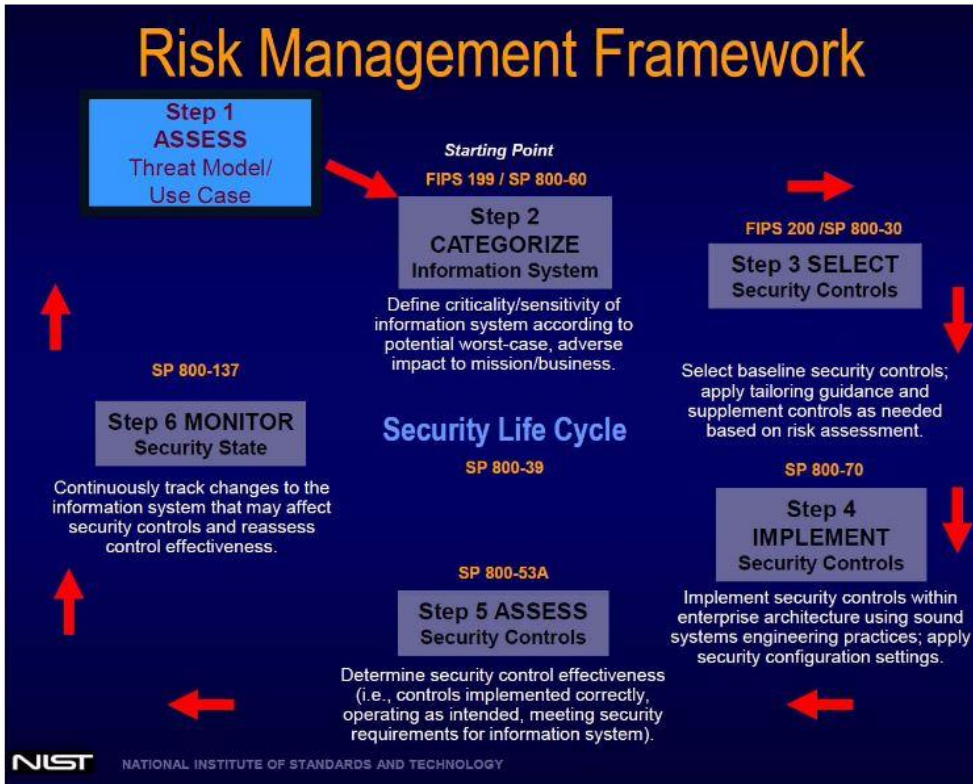 Risk Management Framework
Step 1
ASSESS
Threat Model/
Use Case
Starting Point
FIPS 199 / SP 800-60
Step 2
CATEGORIZE
Information System
Define criticality/sensitivity of
information system according to
potential worst-case, adverse
impact to mission/business.
FIPS 200 /SP 800-30
Step 3 SELECT
Security Controls
Select baseline security controls;
apply tailoring guidance and
supplement controls as needed
based on risk assessment.
SP 800-137
Step 6 MONITOR
Security State
Continuously track changes to the
information system that may affect
security controls and reassess
control effectiveness.
Security Life Cycle
SP 800-39
SP 800-70
Step 4
IMPLEMENT
Security Controls
Implement security controls within
enterprise architecture using sound
systems engineering practices; apply
security configuration settings.
SP 800-53A
Step 5 ASSESS
Security Controls
Determine security control effectiveness
(i.e., controls implemented correctly,
operating as intended, meeting security
requirements for information system).
NIST NATIONAL INSTITUTE OF STANDARDS AND TECHNOLOGY